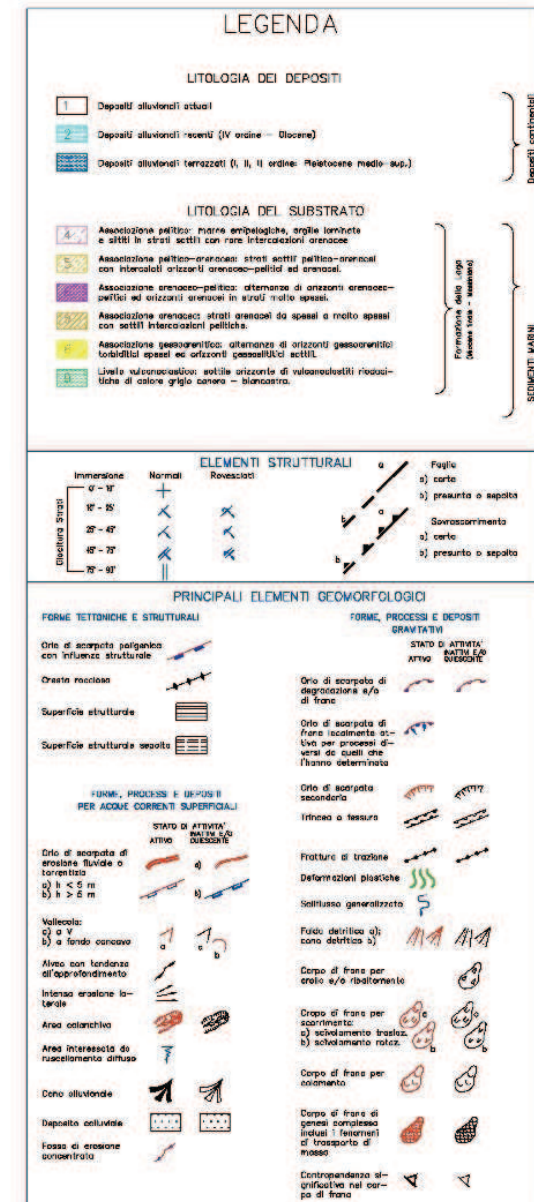 LEGENDA
LITOLOGIA DEI DEPOSITI
1 Depositi alluvionali attuali
2 Depositi alluvionali recenti (IV ordine – Olocene)
Depositi alluvionali terrazzati (I, II, II ordine: Pleistocene medio-sup.)
Depositi continentali
LITOLOGIA DEL SUBSTRATO
4 Associazione pelitica: marne emipelagiche, argille laminate
e siltiti in strati sottili con rare intercalazioni arenacee
5 Associazione pelitico-arenacea: strati sottili pelitico-arenacei
con intercalati orizzonti arenaceo-pelitici ed arenacei.
Associazione arenaceo-pelitica: alternanza di orizzonti arenaceo-
pelitici ed orizzonti arenacei in strati molto spessi.
Associazione arenacea: strati arenacei da spessi a molto spessi
con sottili intercalazioni pelitiche.
Associazione gessoarenitica: alternanza di orizzonti gessoarenitici
torbiditici spessi ed orizzonti gessosiltitici sottili.
Livello vulcanoclastico: sottile orizzonte di vulcanoclastiti riodaci-
tiche di colore grigio cenere – biancastro.
Formazione della Laga
SEDIMENTI MARINI
ELEMENTI STRUTTURALI
Immersione Normali Rovesciati
Giacitura Strati
0° - 10°
10° - 25°
25° - 45°
45° - 75°
75° - 90°
a
b
Faglia
a) certa
b) presunta o sepolta
a
b
Sovrascorrimento
a) certo
b) presunto o sepolto
PRINCIPALI ELEMENTI GEOMORFOLOGICI
FORME TETTONICHE E STRUTTURALI
Orlo di scarpata poligenica
con influenza strutturale
Cresta rocciosa
Superficie strutturale
Superficie strutturale sepolta
FORME, PROCESSI E DEPOSITI
PER ACQUE CORRENTI SUPERFICIALI
STATO DI ATTIVITA'
ATTIVO
INATTIVI E/O
QUIESCENTE
Orlo di scarpata di
erosione fluviale o
torrentizia
a) h < 5 m
b) h > 5 m
a)
b)
Vallecola:
a) a V
b) a fondo concavo
a
c
b
Alveo con tendenza
all'approfondimento
Intensa erosione la-
terale
Area calanchiva
Area interessata da
ruscellamento diffuso
Cono alluvionale
Deposito colluviale
Fosso di erosione
concentrata
FORME, PROCESSI E DEPOSITI
GRAVITATIVI
STATO DI ATTIVITA'
ATTIVO
INATTIVI E/O
QUIESCENTE
Orlo di scarpata di
degradazione e/o
di frana
Orlo di scarpata di
frana localmente at-
tiva per processi di-
versi da quelli che
l'hanno determinata
Orlo di scarpata
secondaria
Trincea o fessura
Fratture di trazione
Deformazioni plastiche
Soliflusso generalizzato
Falda detritica a);
cono detritico b)
Corpo di frana per
crollo e/o ribaltamento
Cropo di frana per
scorrimento:
a) scivolamento traslaz.
b) scivolamento rotaz.
Corpo di frana per
colamento
Corpo di frana di
genesi complessa
inclusi i fenomeni
di trasporto di
massa
Contropendenza si-
gnificativa nel cor-
po di frana